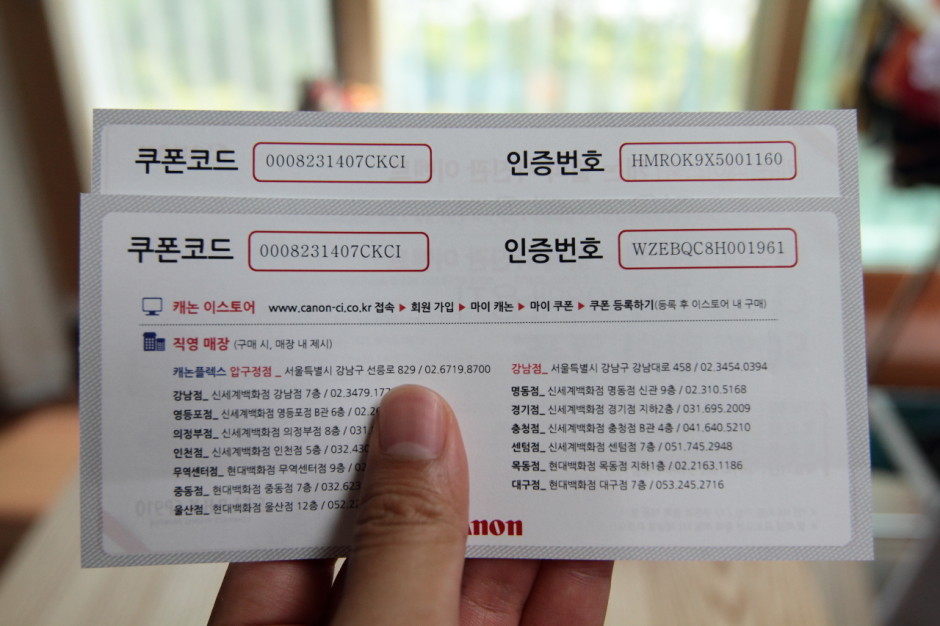 쿠폰코드 0008231407CKCI 인증번호 HMROK9X5001160
쿠폰코드 0008231407CKCI 인증번호 WZEBQC8H001961
캐논 이스토어 www.canon-ci.co.kr 접속 ▶ 회원 가입 ▶ 마이 캐논 ▶ 마이 쿠폰 ▶ 쿠폰 등록하기(등록 후 이스토어 내 구매)
직영 매장 (구매 시, 매장 내 제시)
캐논플렉스 압구정점_ 서울특별시 강남구 선릉로 829 / 02.6719.8700
강남점_ 신세계백화점 강남점 7층 / 02.3479.177
영등포점_ 신세계백화점 영등포점 B관 6층 / 02.26
의정부점_ 신세계백화점 의정부점 8층 / 031.
인천점_ 신세계백화점 인천점 5층 / 032.430
무역센터점_ 현대백화점 무역센터점 9층 / 02
중동점_ 현대백화점 중동점 7층 / 032.623
울산점_ 현대백화점 울산점 12층 / 052.22
강남점_ 서울특별시 강남구 강남대로 458 / 02.3454.0394
명동점_ 신세계백화점 명동점 신관 9층 / 02.310.5168
경기점_ 신세계백화점 경기점 지하2층 / 031.695.2009
충청점_ 신세계백화점 충청점 B관 4층 / 041.640.5210
센텀점_ 신세계백화점 센텀점 7층 / 051.745.2948
목동점_ 현대백화점 목동점 지하1층 / 02.2163.1186
대구점_ 현대백화점 대구점 7층 / 053.245.2716
anon